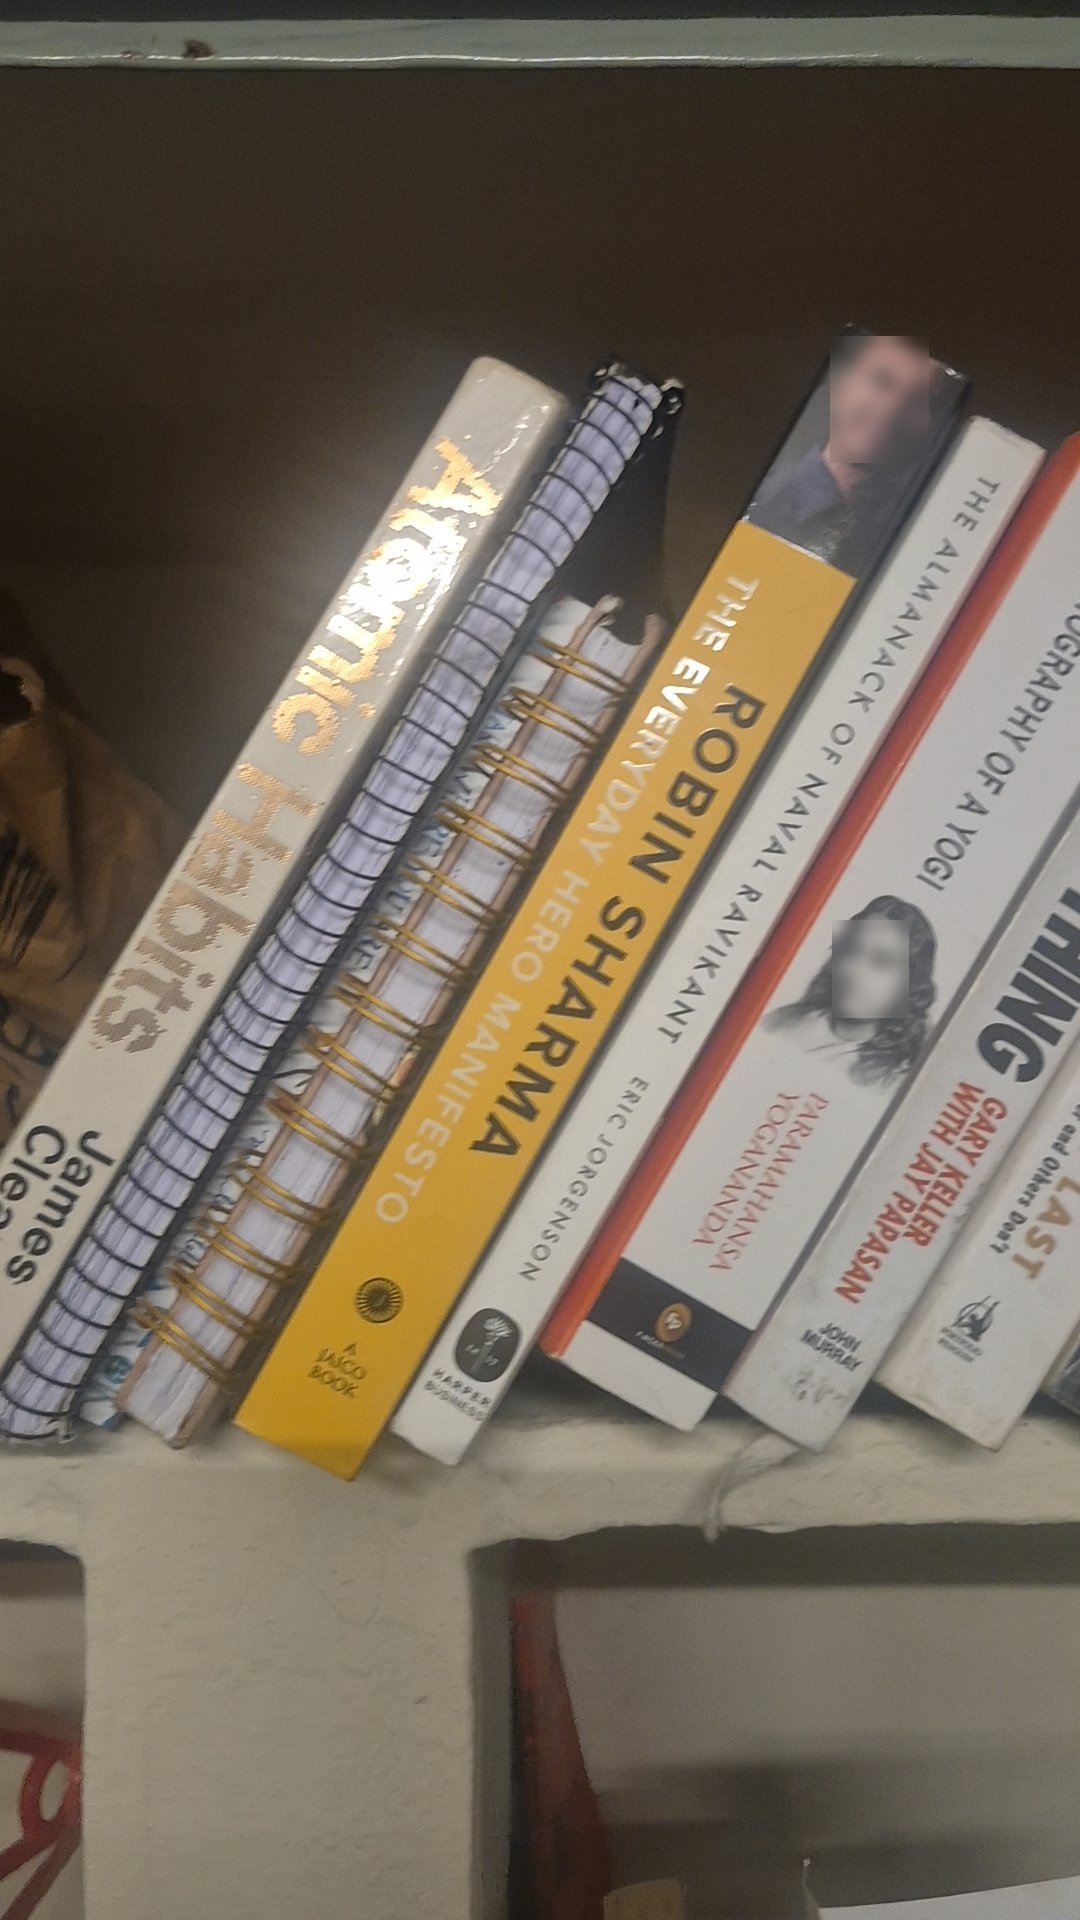 Atomic Habits
James
Clea
THE EVERYDAY HERO MANIFESTO
ROBIN SHARMA
A
JAICO
BOOK
THE ALMANACK OF NAVAL RAVIKANT
ERIC JORGENSON
HARPER
BUSINESS
OGRAPHY OF A YOGI
PARAMAHANSA
YOGANANDA
THING
GARY KELLER
WITH JAY PAPASAN
JOHN
MURRAY
LAST
and Others Don't